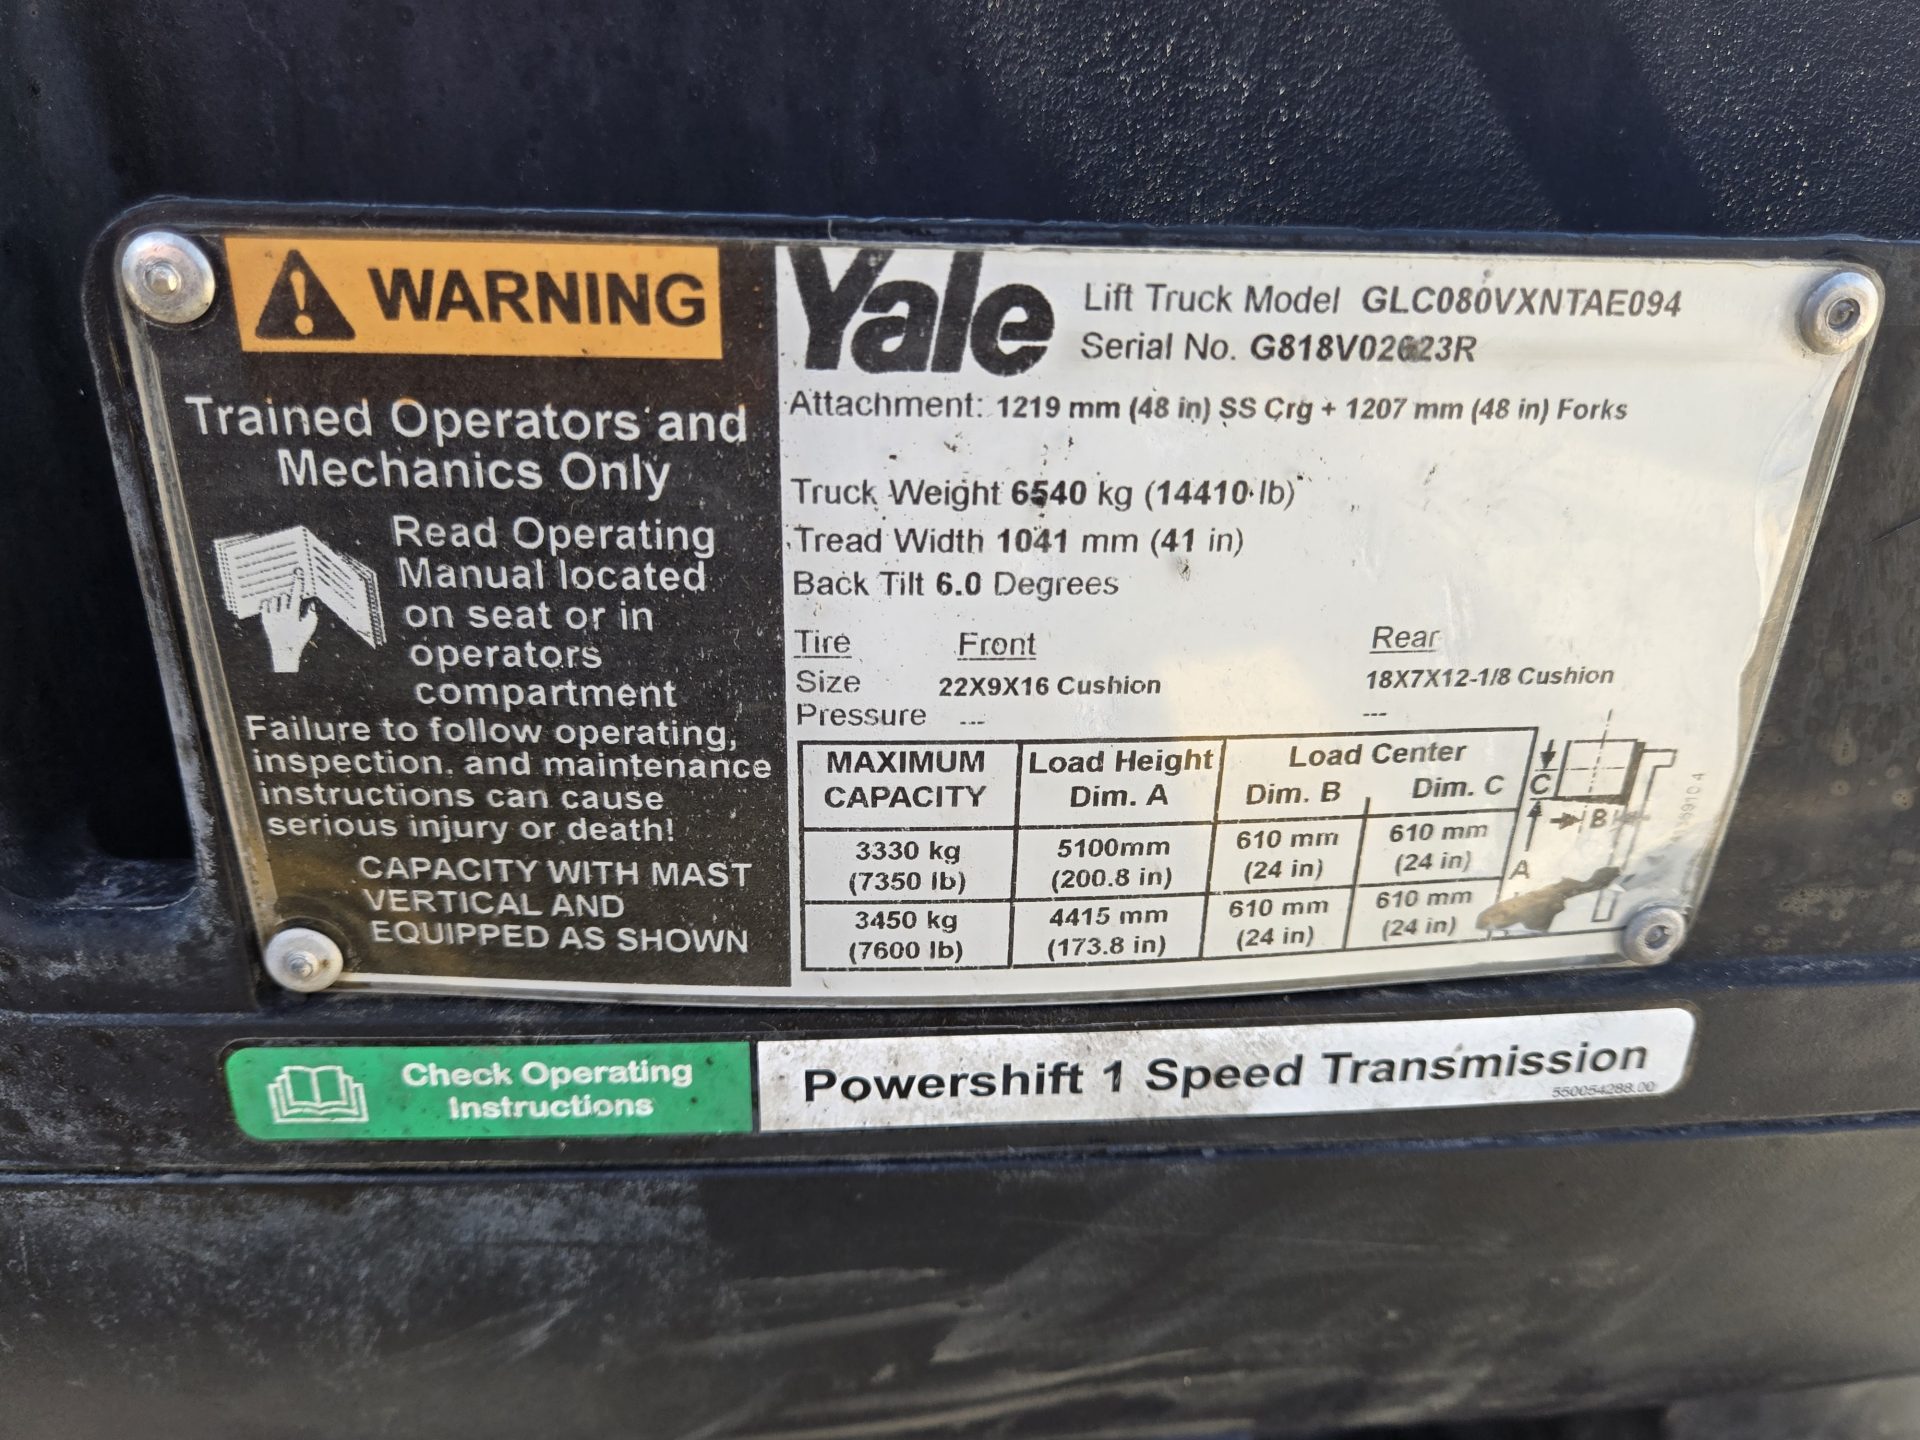 WARNING
Trained Operators and
Mechanics Only
Read Operating
Manual located
on seat or in
operators
compartment
Failure to follow operating,
inspection. and maintenance
instructions can cause
serious injury or death!
CAPACITY WITH MAST
VERTICAL AND
EQUIPPED AS SHOWN
Yale
Lift Truck Model GLC080VXNTAE094
Serial No. G818V02623R
Attachment: 1219 mm (48 in) SS Crg + 1207 mm (48 in) Forks
Truck Weight 6540 kg (14410 lb)
Tread Width 1041 mm (41 in)
Back Tilt 6.0 Degrees
Tire Front Rear
Size 22X9X16 Cushion 18X7X12-1/8 Cushion
Pressure --- ---
MAXIMUM Load Height Load Center
CAPACITY Dim. A Dim. B Dim. C
3330 kg 5100mm 610 mm 610 mm
(7350 lb) (200.8 in) (24 in) (24 in)
3450 kg 4415 mm 610 mm 610 mm
(7600 lb) (173.8 in) (24 in) (24 in)
C
B
A
Check Operating
Instructions
Powershift 1 Speed Transmission
550054288.00